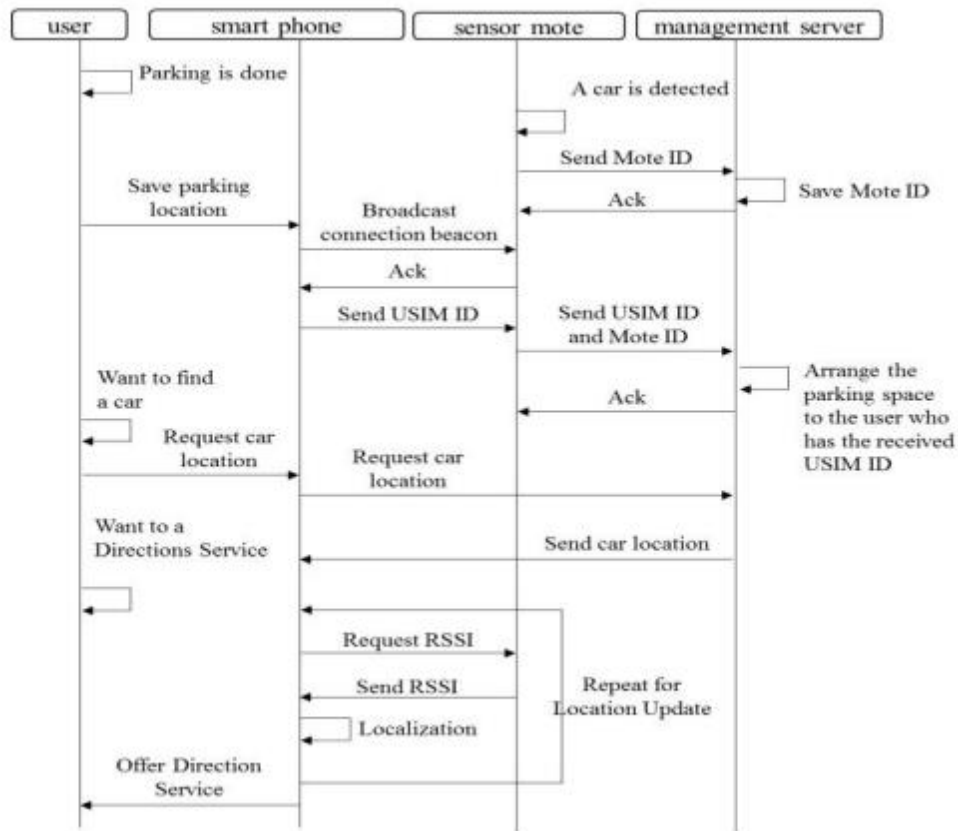 user
smart phone
sensor mote
management server
Parking is done
A car is detected
Send Mote ID
Save Mote ID
Ack
Save parking
location
Broadcast
connection beacon
Ack
Send USIM ID
Send USIM ID
and Mote ID
Arrange the
parking space
to the user who
has the received
USIM ID
Ack
Want to find
a car
Request car
location
Request car
location
Want to a
Directions Service
Send car location
Request RSSI
Send RSSI
Repeat for
Location Update
Localization
Offer Direction
Service